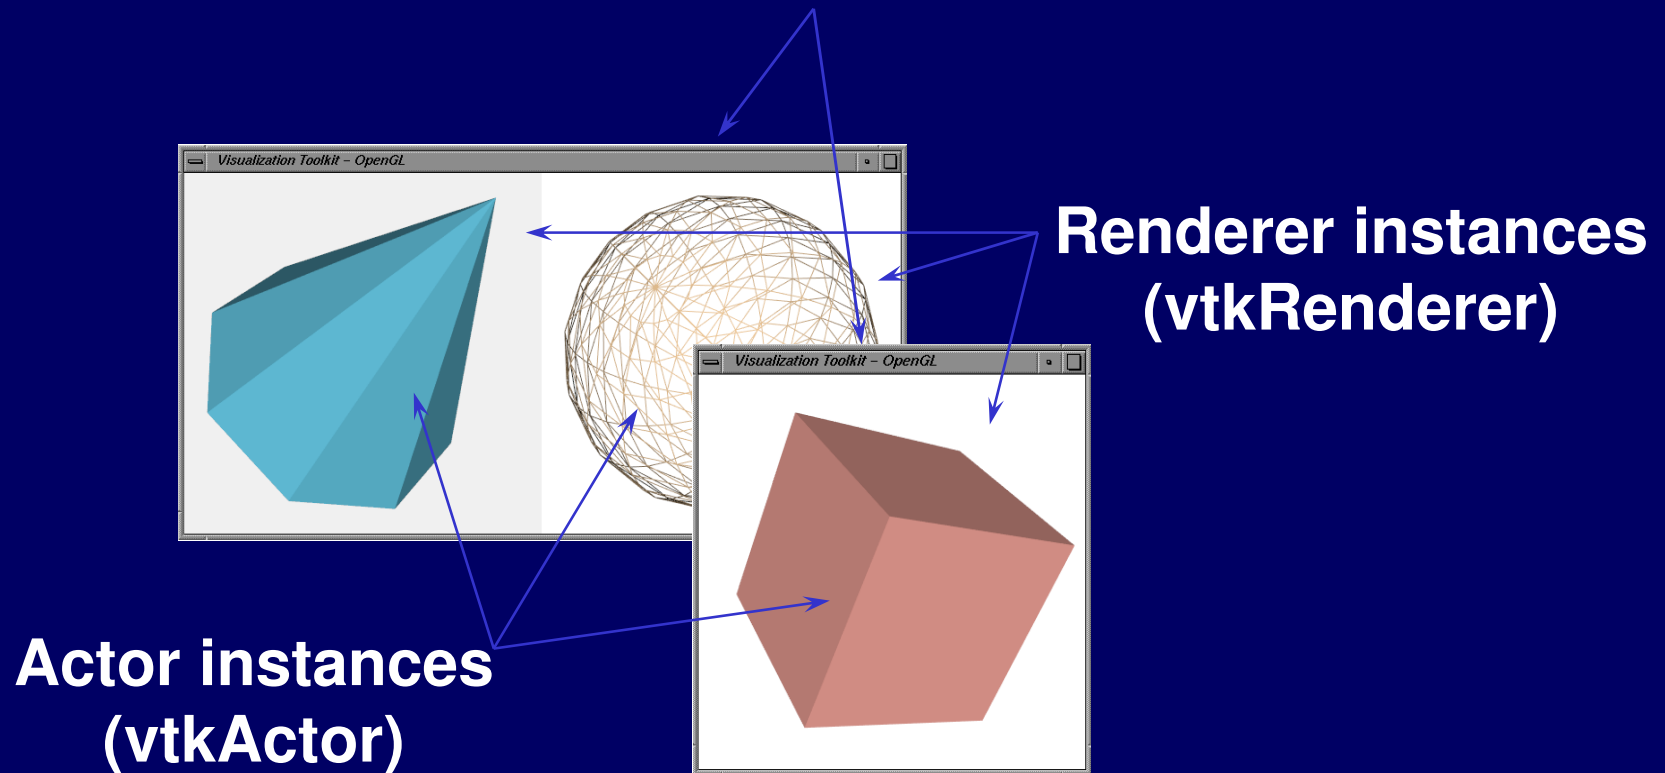 Visualization Toolkit – OpenGL
Renderer instances
(vtkRenderer)
Visualization Toolkit – OpenGL
Actor instances
(vtkActor)